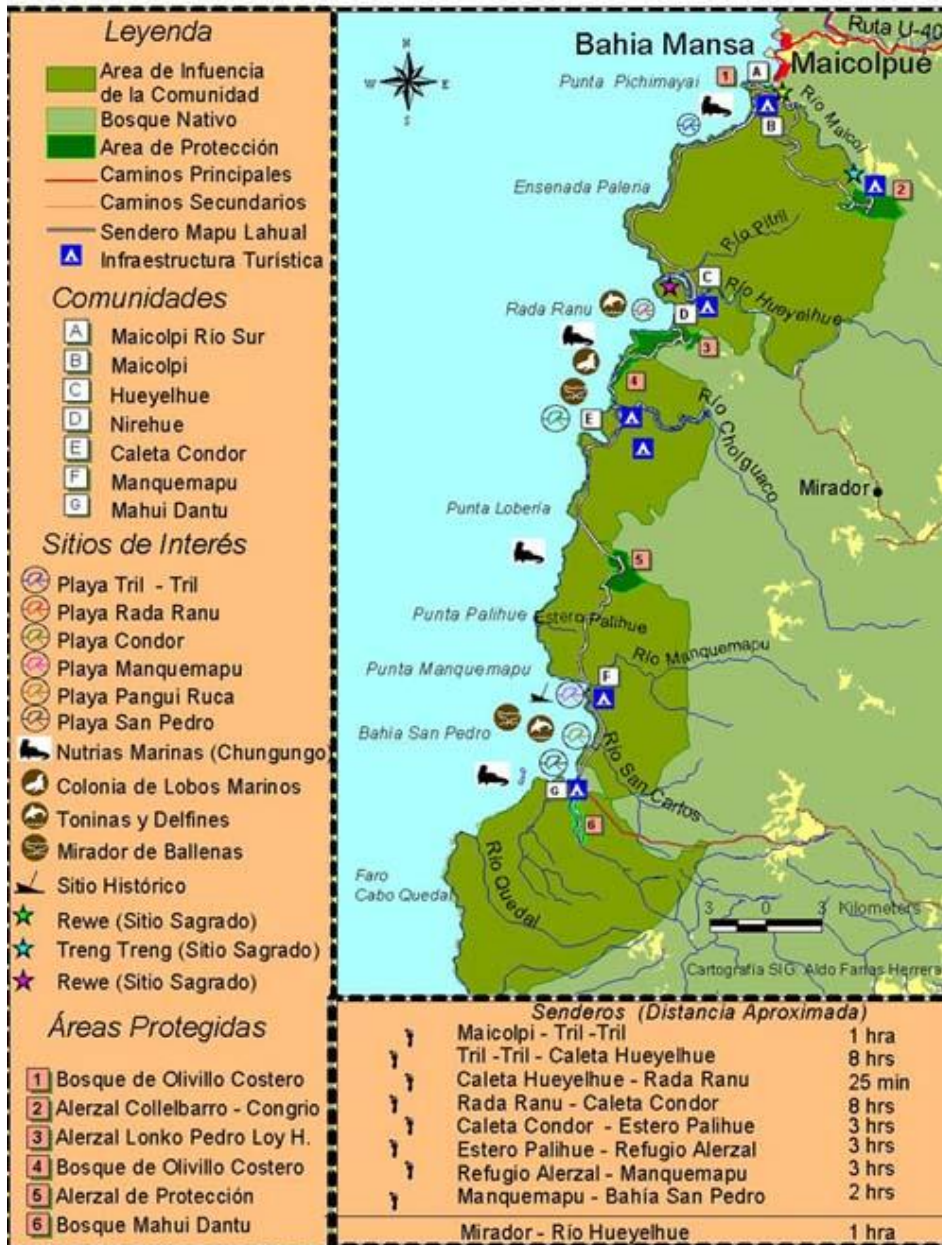 Leyenda
Area de Infuencia
de la Comunidad
Bosque Nativo
Area de Protección
Caminos Principales
Caminos Secundarios
Sendero Mapu Lahual
Infraestructura Turística
Comunidades
A Maicolpi Río Sur
B Maicolpi
C Hueyelhue
D Nirehue
E Caleta Condor
F Manquemapu
G Mahui Dantu
Sitios de Interés
Playa Tril - Tril
Playa Rada Ranu
Playa Condor
Playa Manquemapu
Playa Pangui Ruca
Playa San Pedro
Nutrias Marinas (Chungungo
Colonia de Lobos Marinos
Toninas y Delfines
Mirador de Ballenas
Sitio Histórico
Rewe (Sitio Sagrado)
Treng Treng (Sitio Sagrado)
Rewe (Sitio Sagrado)
Áreas Protegidas
1 Bosque de Olivillo Costero
2 Alerzal Collelbarro - Congrio
3 Alerzal Lonko Pedro Loy H.
4 Bosque de Olivillo Costero
5 Alerzal de Protección
6 Bosque Mahui Dantu
N
W E
S
Ruta U-40
Bahia Mansa
Maicolpué
Punta Pichimayai
1
A
B
Río Maicol
2
Ensenada Paleria
Río Pitril
C
Río Hueyelhue
Rada Ranu
D
3
4
E
Río Cholguaco
Mirador
Punta Lobería
5
Punta Palihue
Estero Palihue
Punta Manquemapu
Río Manquemapu
F
Bahía San Pedro
Río San Carlos
G
6
Faro
Cabo Quedal
Río Quedal
3 0 3 Kilometers
Cartografía SIG. Aldo Farías Herrera
Senderos (Distancia Aproximada)
Maicolpi - Tril -Tril 1 hra
Tril -Tril - Caleta Hueyelhue 8 hrs
Caleta Hueyelhue - Rada Ranu 25 min
Rada Ranu - Caleta Condor 8 hrs
Caleta Condor - Estero Palihue 3 hrs
Estero Palihue - Refugio Alerzal 3 hrs
Refugio Alerzal - Manquemapu 3 hrs
Manquemapu - Bahía San Pedro 2 hrs
Mirador - Río Hueyelhue 1 hra